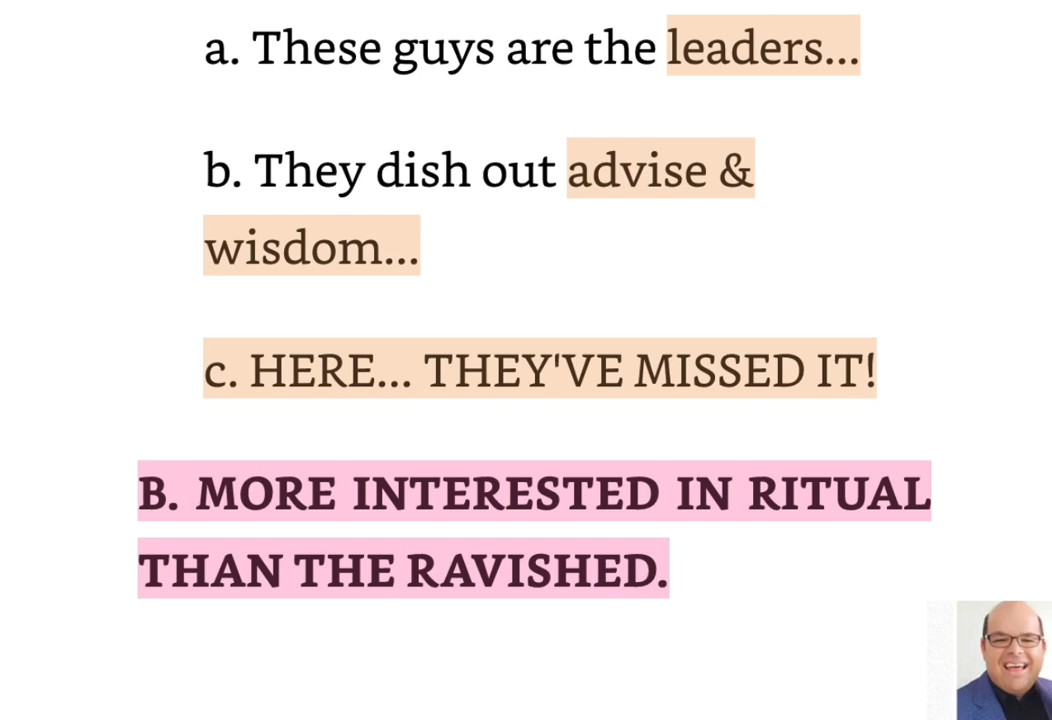 a. These guys are the leaders...
b. They dish out advise &
wisdom...
c. HERE... THEY'VE MISSED IT!
B. MORE INTERESTED IN RITUAL
THAN THE RAVISHED.